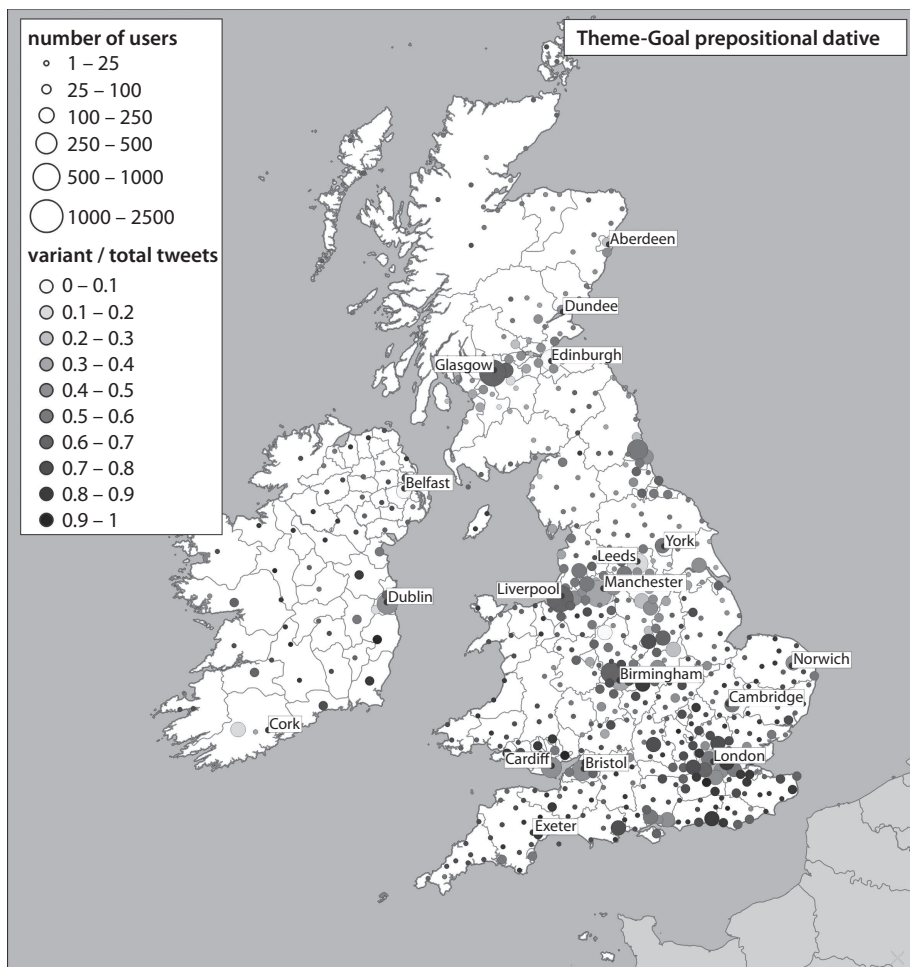 number of users
1 – 25
25 – 100
100 – 250
250 – 500
500 – 1000
1000 – 2500
variant / total tweets
0 – 0.1
0.1 – 0.2
0.2 – 0.3
0.3 – 0.4
0.4 – 0.5
0.5 – 0.6
0.6 – 0.7
0.7 – 0.8
0.8 – 0.9
0.9 – 1
Theme-Goal prepositional dative
Aberdeen
Dundee
Edinburgh
Glasgow
Belfast
York
Leeds
Manchester
Liverpool
Dublin
Norwich
Birmingham
Cambridge
Cork
London
Cardiff
Bristol
Exeter